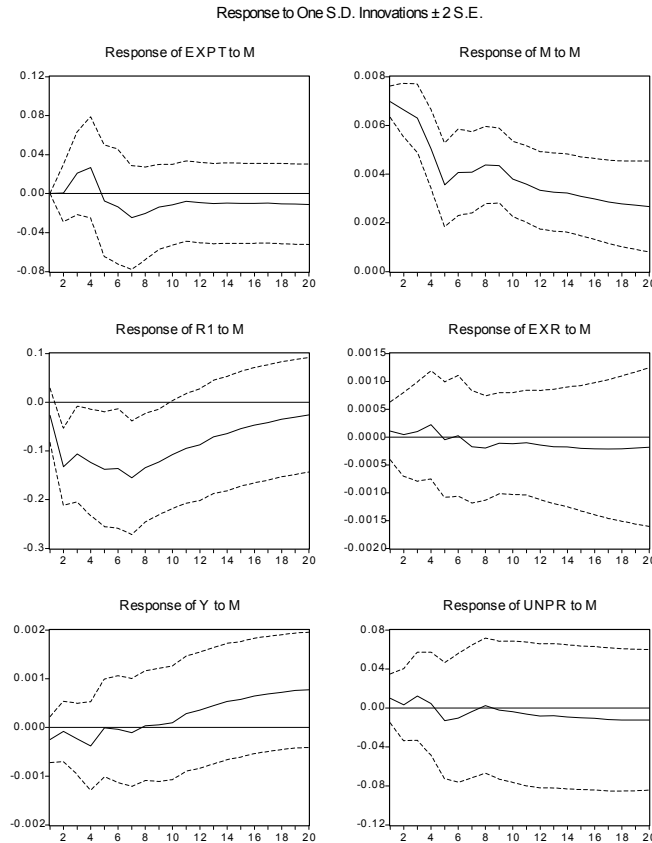 Response to One S.D. Innovations ± 2 S.E.
Response of EXPT to M
0.12
0.08
0.04
0.00
-0.04
-0.08
2 4 6 8 10 12 14 16 18 20
Response of M to M
0.008
0.006
0.004
0.002
0.000
2 4 6 8 10 12 14 16 18 20
Response of R1 to M
0.1
0.0
-0.1
-0.2
-0.3
2 4 6 8 10 12 14 16 18 20
Response of EXR to M
0.0015
0.0010
0.0005
0.0000
-0.0005
-0.0010
-0.0015
-0.0020
2 4 6 8 10 12 14 16 18 20
Response of Y to M
0.002
0.001
0.000
-0.001
-0.002
2 4 6 8 10 12 14 16 18 20
Response of UNPR to M
0.08
0.04
0.00
-0.04
-0.08
-0.12
2 4 6 8 10 12 14 16 18 20